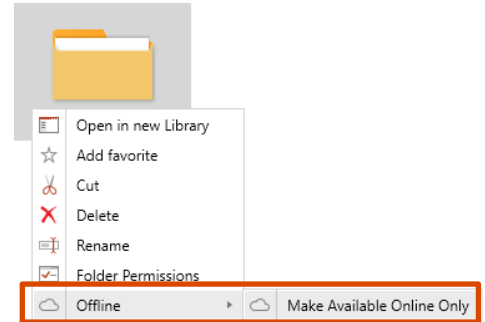 Open in new Library
Add favorite
Cut
Delete
Rename
Folder Permissions
Offline
Make Available Online Only